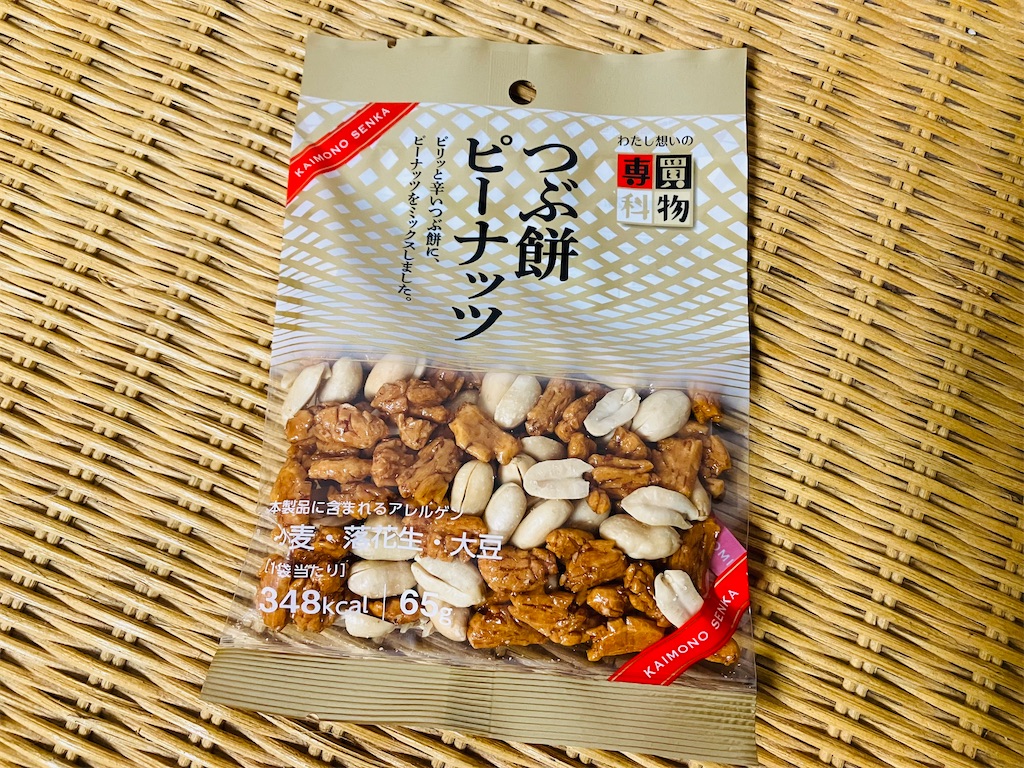 KAIMONO SENKA
わたし想いの
買物
専科
つぶ餅
ピーナッツ
ピリッと辛いつぶ餅に、
ピーナッツをミックスしました。
本製品に含まれるアレルゲン
小麦・落花生・大豆
[1袋当たり]
348kcal | 65g
KAIMONO SENKA